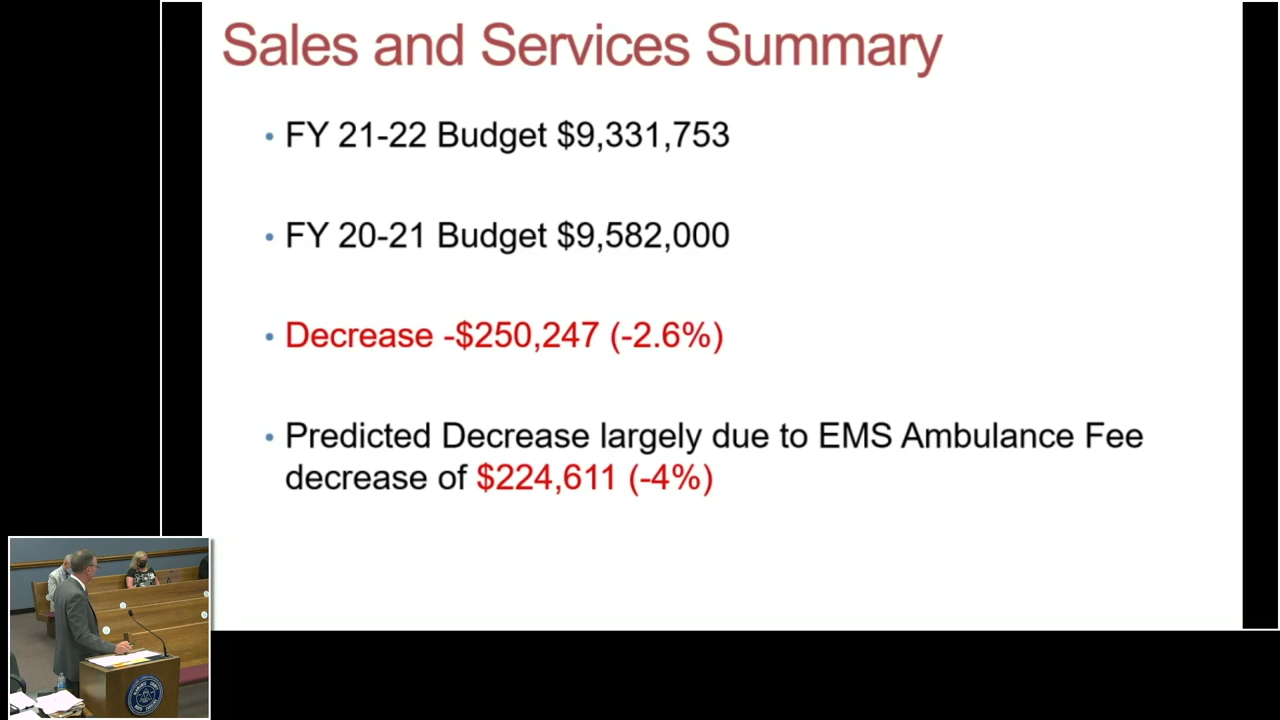 Sales and Services Summary
• FY 21-22 Budget $9,331,753
• FY 20-21 Budget $9,582,000
• Decrease -$250,247 (-2.6%)
• Predicted Decrease largely due to EMS Ambulance Fee
decrease of $224,611 (-4%)